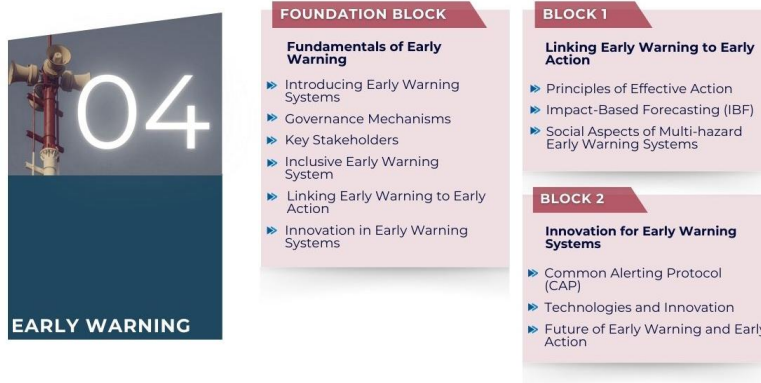 04
EARLY WARNING
FOUNDATION BLOCK
Fundamentals of Early
Warning
Introducing Early Warning
Systems
Governance Mechanisms
Key Stakeholders
Inclusive Early Warning
System
Linking Early Warning to Early
Action
Innovation in Early Warning
Systems
BLOCK 1
Linking Early Warning to Early
Action
Principles of Effective Action
Impact-Based Forecasting (IBF)
Social Aspects of Multi-hazard
Early Warning Systems
BLOCK 2
Innovation for Early Warning
Systems
Common Alerting Protocol
(CAP)
Technologies and Innovation
Future of Early Warning and Early
Action